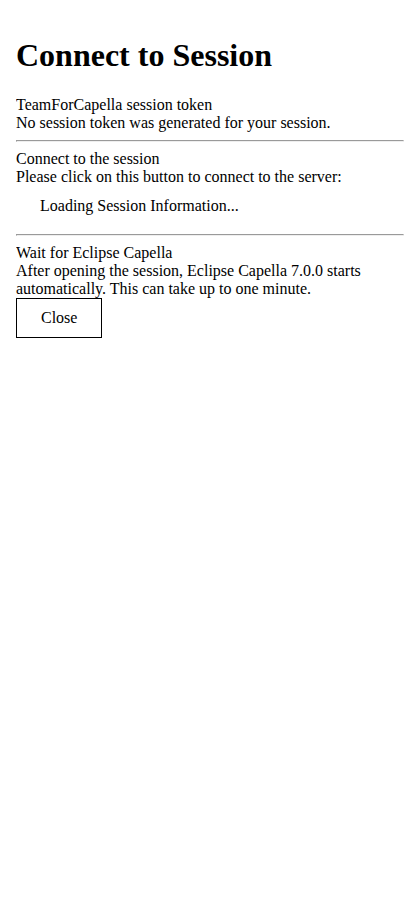 Connect to Session
TeamForCapella session token
No session token was generated for your session.
Connect to the session
Please click on this button to connect to the server:
Loading Session Information...
Wait for Eclipse Capella
After opening the session, Eclipse Capella 7.0.0 starts
automatically. This can take up to one minute.
Close